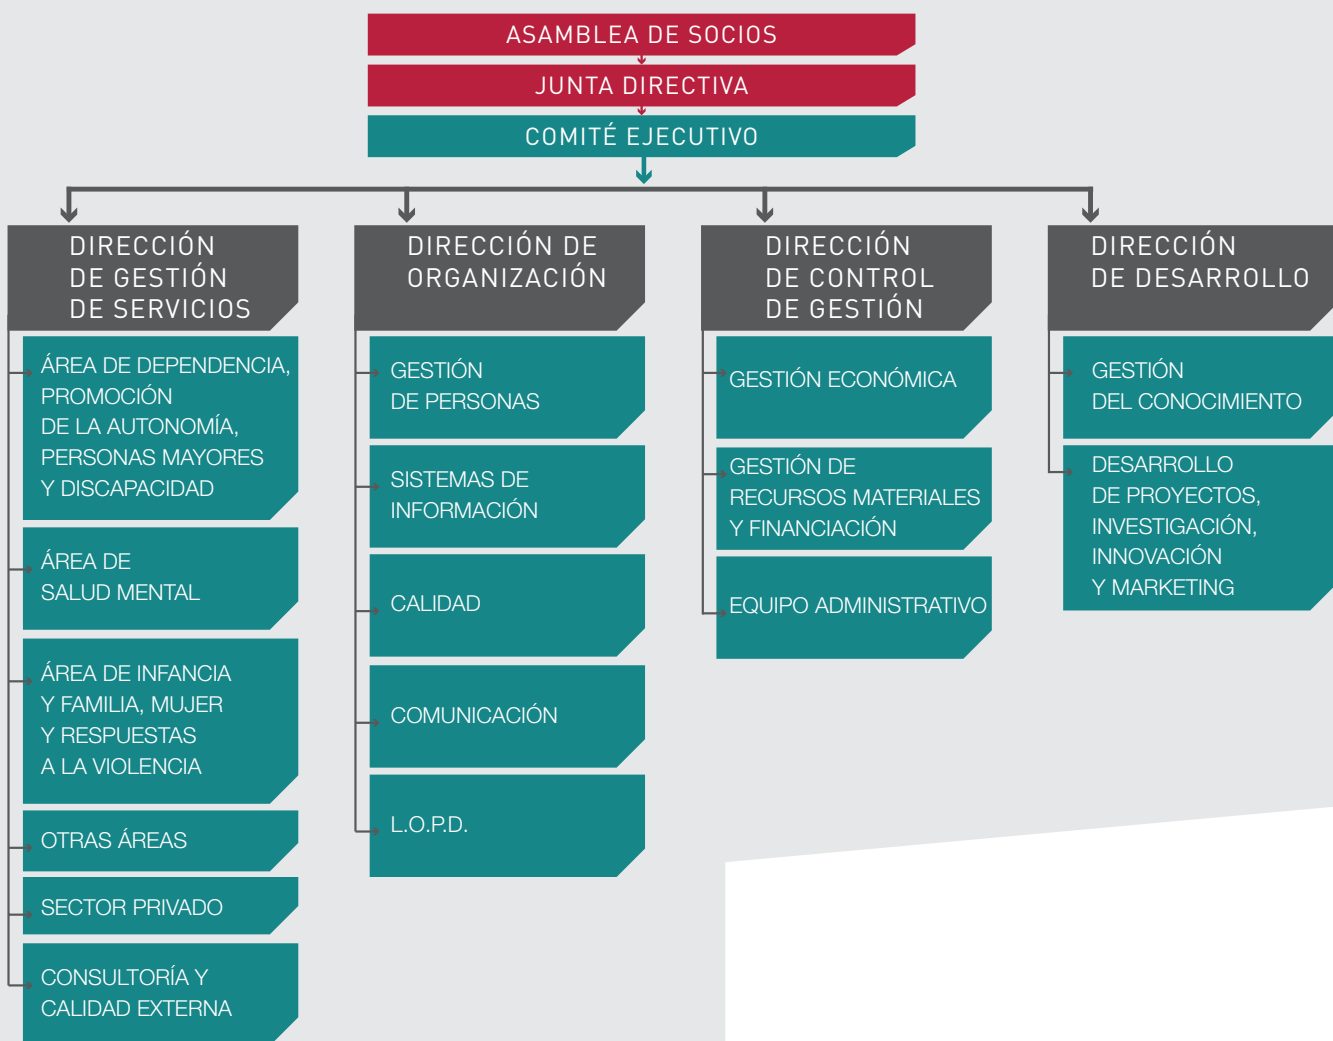 ASAMBLEA DE SOCIOS
JUNTA DIRECTIVA
COMITÉ EJECUTIVO
DIRECCIÓN
DE GESTIÓN
DE SERVICIOS
ÁREA DE DEPENDENCIA,
PROMOCIÓN
DE LA AUTONOMÍA,
PERSONAS MAYORES
Y DISCAPACIDAD
ÁREA DE
SALUD MENTAL
ÁREA DE INFANCIA
Y FAMILIA, MUJER
Y RESPUESTAS
A LA VIOLENCIA
OTRAS ÁREAS
SECTOR PRIVADO
CONSULTORÍA Y
CALIDAD EXTERNA
DIRECCIÓN DE
ORGANIZACIÓN
GESTIÓN
DE PERSONAS
SISTEMAS DE
INFORMACIÓN
CALIDAD
COMUNICACIÓN
L.O.P.D.
DIRECCIÓN
DE CONTROL
DE GESTIÓN
GESTIÓN ECONÓMICA
GESTIÓN DE
RECURSOS MATERIALES
Y FINANCIACIÓN
EQUIPO ADMINISTRATIVO
DIRECCIÓN
DE DESARROLLO
GESTIÓN
DEL CONOCIMIENTO
DESARROLLO
DE PROYECTOS,
INVESTIGACIÓN,
INNOVACIÓN
Y MARKETING